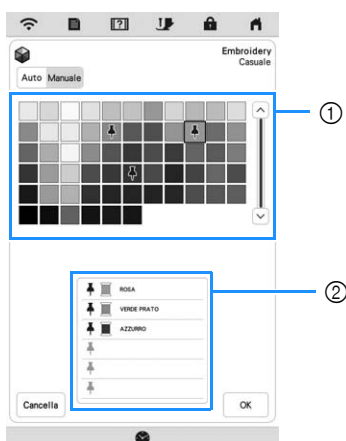 Embroidery
Casuale
Auto Manuale
①
②
ROSA
VERDE PRATO
AZZURRO
Cancella
OK